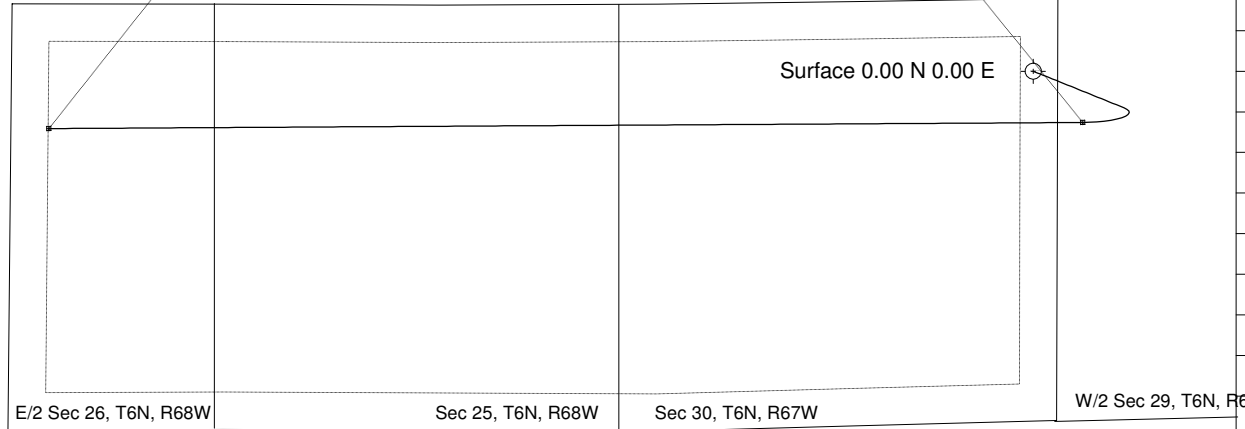 Surface 0.00 N 0.00 E
E/2 Sec 26, T6N, R68W
Sec 25, T6N, R68W
Sec 30, T6N, R67W
W/2 Sec 29, T6N,